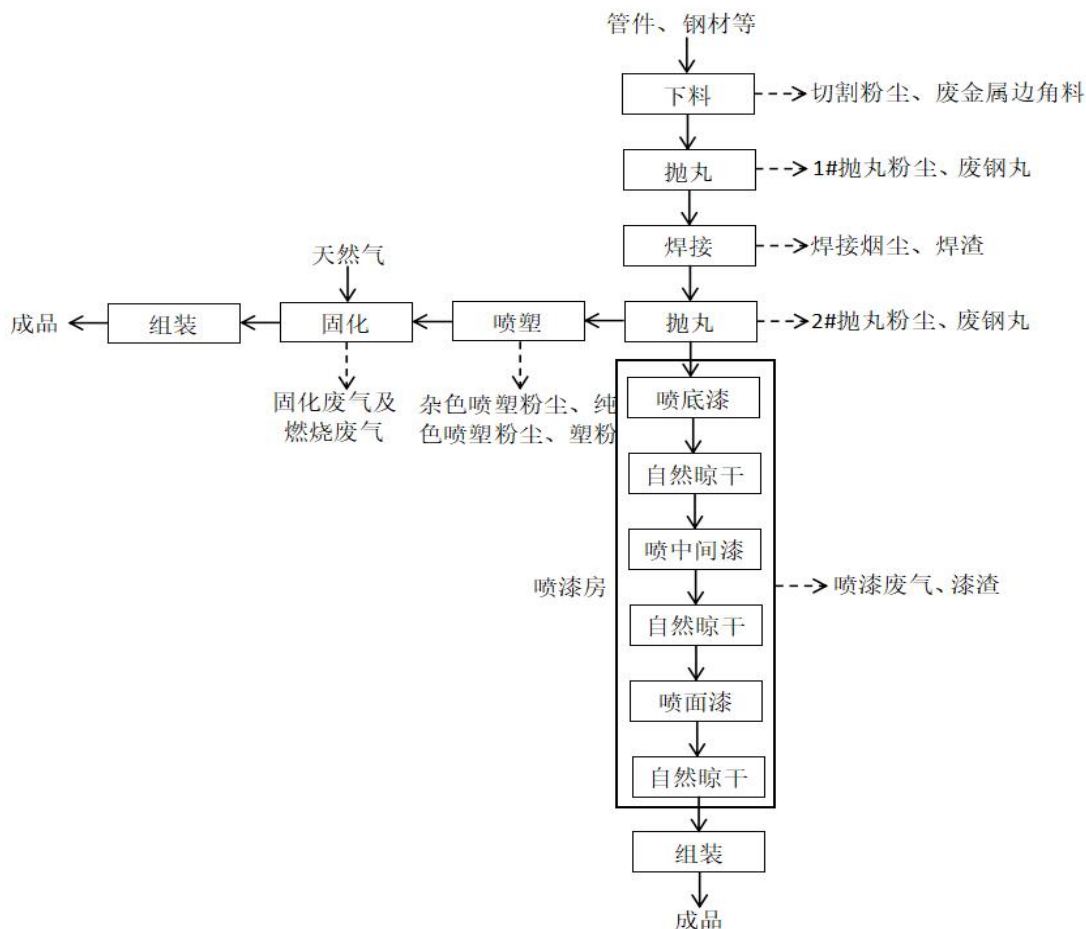 管件、钢材等
下料
切割粉尘、废金属边角料
抛丸
1#抛丸粉尘、废钢丸
焊接
焊接烟尘、焊渣
天然气
成品
组装
固化
喷塑
抛丸
2#抛丸粉尘、废钢丸
固化废气及
燃烧废气
杂色喷塑粉尘、纯
色喷塑粉尘、塑粉
喷底漆
自然晾干
喷中间漆
喷漆房
喷漆废气、漆渣
自然晾干
喷面漆
自然晾干
组装
成品